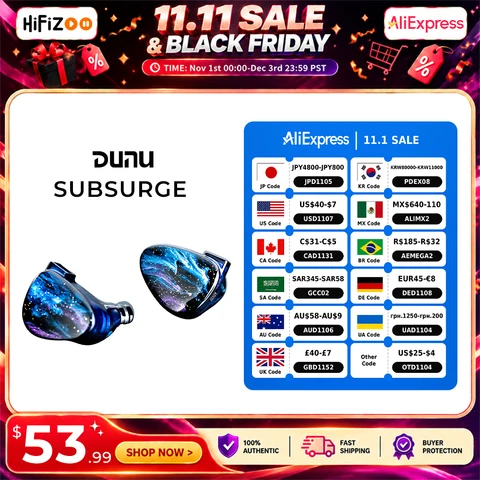 HiFiZOO
11.11 SALE
& BLACK FRIDAY
TIME: Nov 1st 00:00-Dec 3rd 23:59 PST
AliExpress
%
%
DUNU
SUBSURGE
AliExpress | 11.1 SALE
JP Code
JPY4800-JPY800
JPD1105
KR Code
KRW80000-KRW11900
PDEX08
US Code
US$40-$7
USD1107
MX Code
MX$640-110
ALIMX2
CA Code
C$31-C$5
CAD1131
BR Code
R$185-R$32
AEMEGA2
SA Code
SAR345-SAR58
GCC02
DE Code
EUR45-€8
DED1108
AU Code
AU$58-AU$9
AUD1106
UA Code
грн.1250-грн.200
UAD1104
UK Code
£40-£7
GBD1152
Other
Code
US$25-$4
OTD1104
$53.99
SHOP NOW >
100%
AUTHENTIC
FAST
SHIPPING
BUYER
PROTECTION